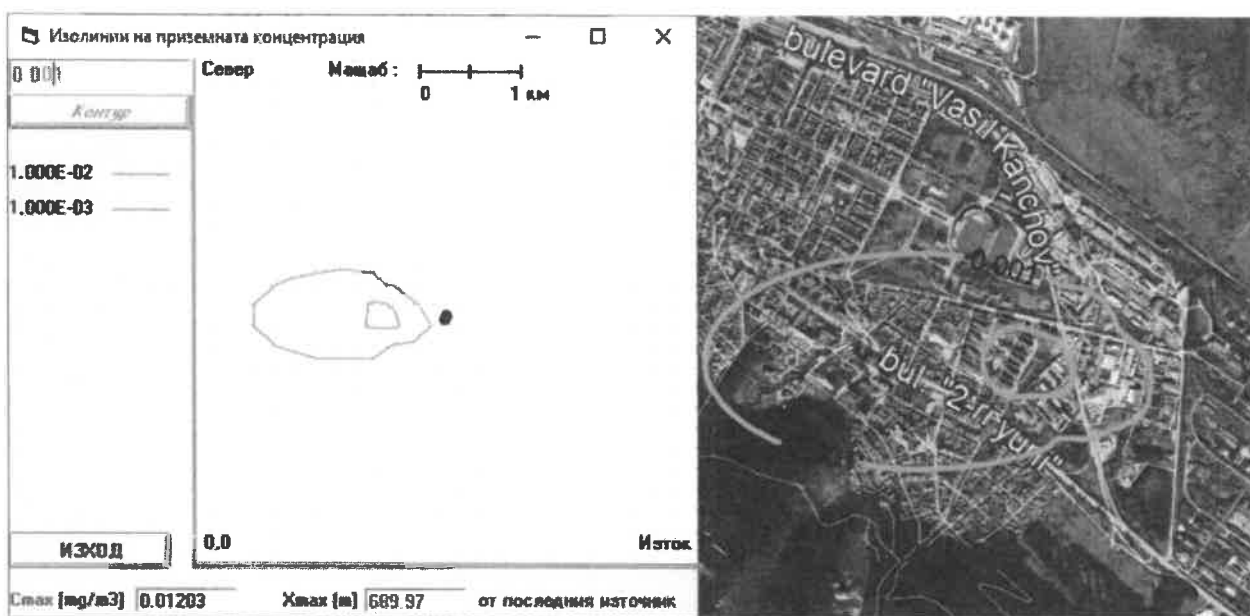 Изолинии на приземната концентрация
0 001
Север
Мащаб :
Контур
0
1 км
1.000E-02
1.000E-03
ИЗХОД
0,0
Изток
Cmax [mg/m3] 0.01203 Xmax [m] 689.97 от последния източник
bulevard "Vasil Kanchov"
0.001
bul. "2-ri yuni"